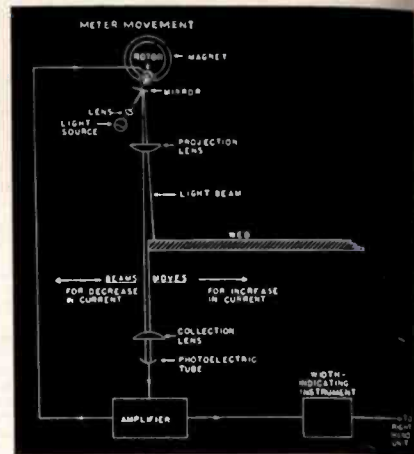 METER MOVEMENT
ROTOR
MAGNET
MIRROR
LENS
LIGHT
SOURCE
PROJECTION
LENS
LIGHT BEAM
WEB
BEAMS MOVES
FOR DECREASE
IN CURRENT
FOR INCREASE
IN CURRENT
COLLECTION
LENS
PHOTOELECTRIC
TUBE
WIDTH-
INDICATING
INSTRUMENT
AMPLIFIER
TO
RIGHT
HAND
UNIT